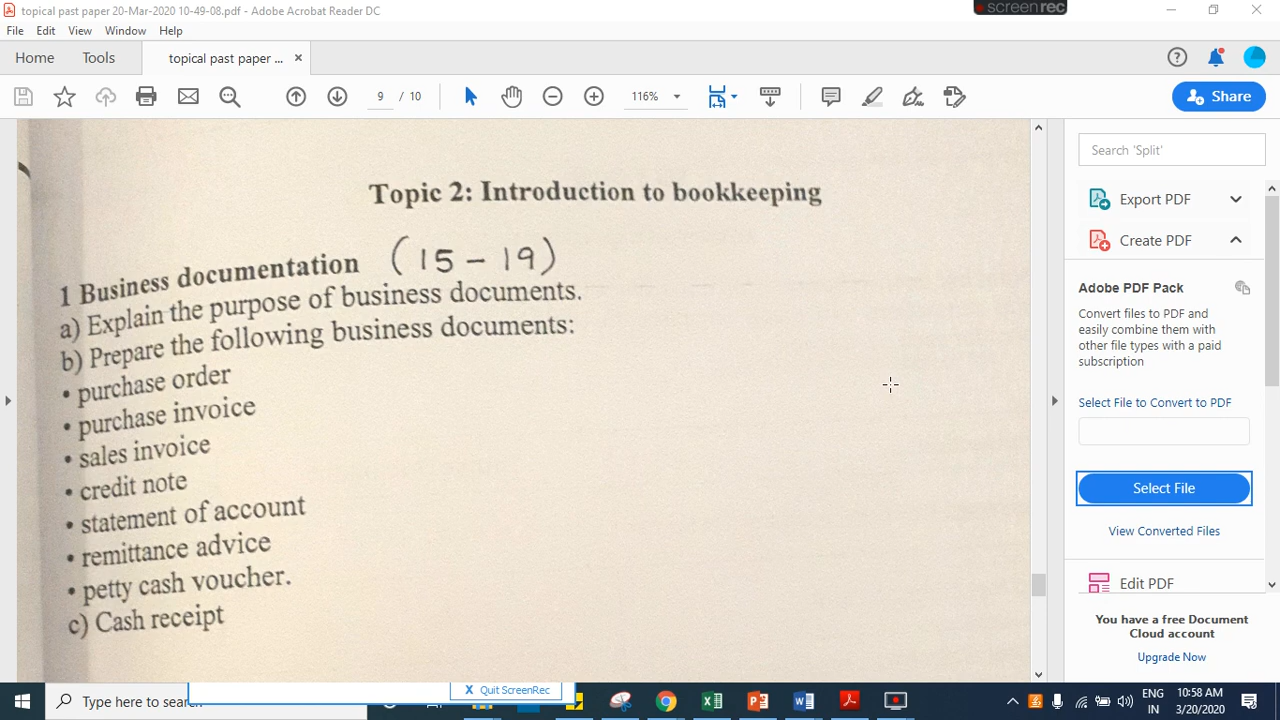 topical past paper 20-Mar-2020 10-49-08.pdf - Adobe Acrobat Reader DC
screenrec
File Edit View Window Help
Home Tools topical past paper ... ×
9 / 10 116% Share
Topic 2: Introduction to bookkeeping
1 Business documentation (15 - 19)
a) Explain the purpose of business documents.
b) Prepare the following business documents:
• purchase order
• purchase invoice
• sales invoice
• credit note
• statement of account
• remittance advice
• petty cash voucher.
c) Cash receipt
Search 'Split'
Export PDF
Create PDF
Adobe PDF Pack
Convert files to PDF and
easily combine them with
other file types with a paid
subscription
Select File to Convert to PDF
Select File
View Converted Files
Edit PDF
You have a free Document
Cloud account
Upgrade Now
X Quit ScreenRec
Type here to search
ENG 10:58 AM
IN 3/20/2020